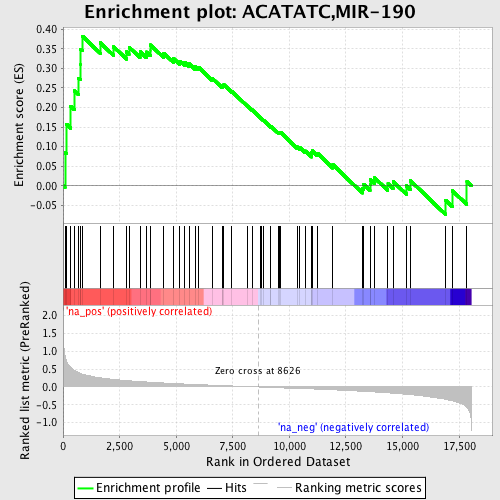 Enrichment plot: ACATATC,MIR-190
Enrichment score (ES)
0.40
0.35
0.30
0.25
0.20
0.15
0.10
0.05
0.00
-0.05
'na_pos' (positively correlated)
Ranked list metric (PreRanked)
2.0
1.5
1.0
0.5
0.0
-0.5
-1.0
Zero cross at 8626
'na_neg' (negatively correlated)
0
2,500
5,000
7,500
10,000
12,500
15,000
17,500
Rank in Ordered Dataset
Enrichment profile
Hits
Ranking metric scores